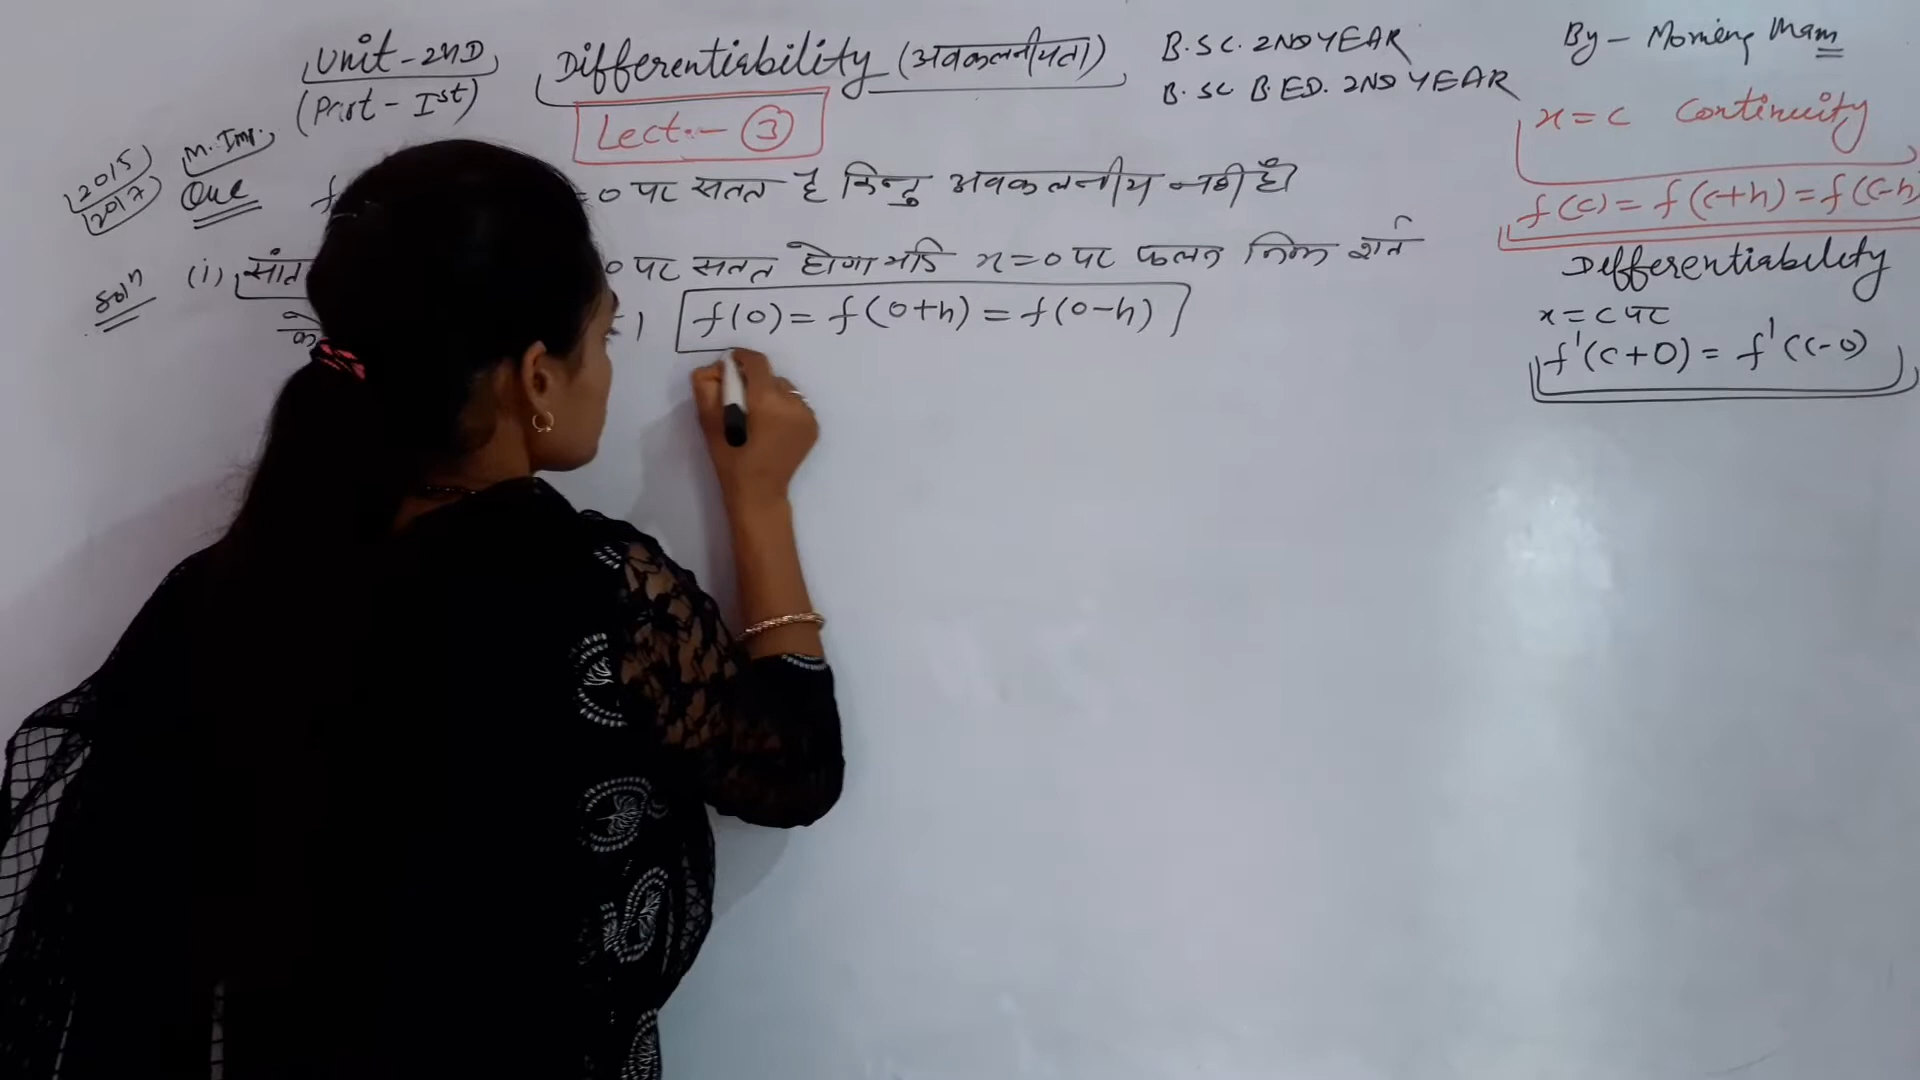 Unit - 2ND
(Part - Ist)
Differentiability (अवकलनीयता)
B.SC. 2ND YEAR
B.SC B.ED. 2ND YEAR
By - Morning Mam
Lect.- 3
2015
2017
M. Imp.
Que f =0 पर सतत है किन्तु अवकलनीय नही है।
Solⁿ (i) सांत 0 पर सतत होगा यदि x=0 पर फलन निम्न शर्त
f(0) = f(0+h) = f(0-h)
x=c Continuity
f(c) = f(c+h) = f(c-h)
Differentiability
x=c पर
f'(c+0) = f'(c-0)